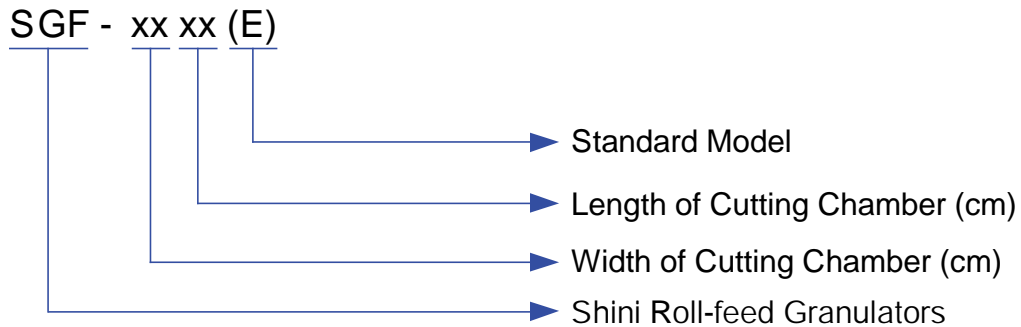 SGF - xx xx (E)
Standard Model
Length of Cutting Chamber (cm)
Width of Cutting Chamber (cm)
Shini Roll-feed Granulators